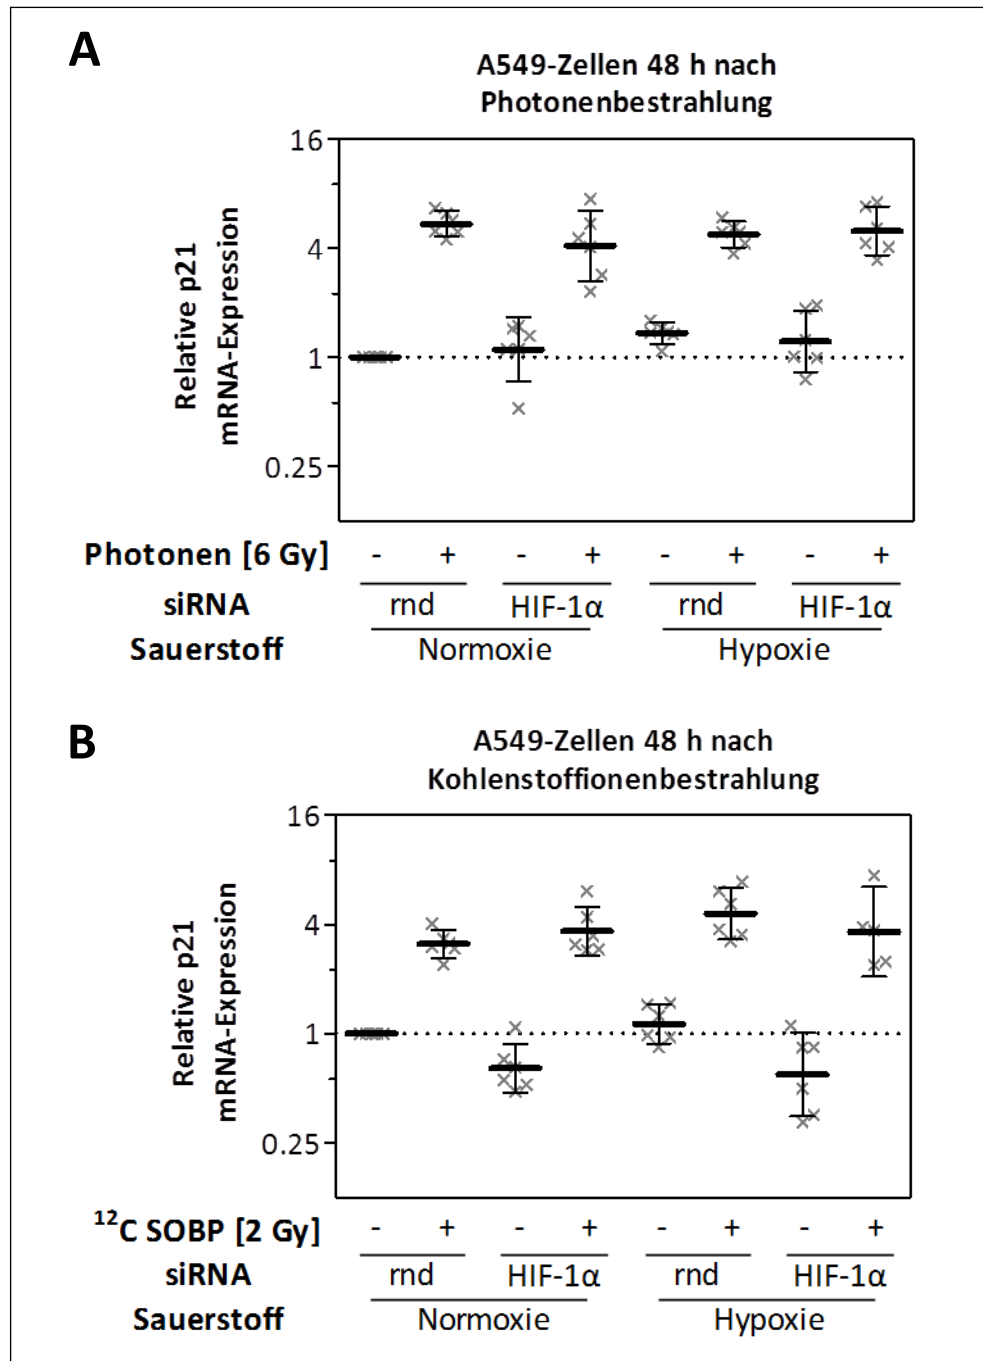 A
A549-Zellen 48 h nach
Photonenbestrahlung
Relative p21
mRNA-Expression
16
4
1
0.25
Photonen [6 Gy] - + - + - + - +
siRNA rnd HIF-1α rnd HIF-1α
Sauerstoff Normoxie Hypoxie
B
A549-Zellen 48 h nach
Kohlenstoffionenbestrahlung
Relative p21
mRNA-Expression
16
4
1
0.25
¹²C SOBP [2 Gy] - + - + - + - +
siRNA rnd HIF-1α rnd HIF-1α
Sauerstoff Normoxie Hypoxie